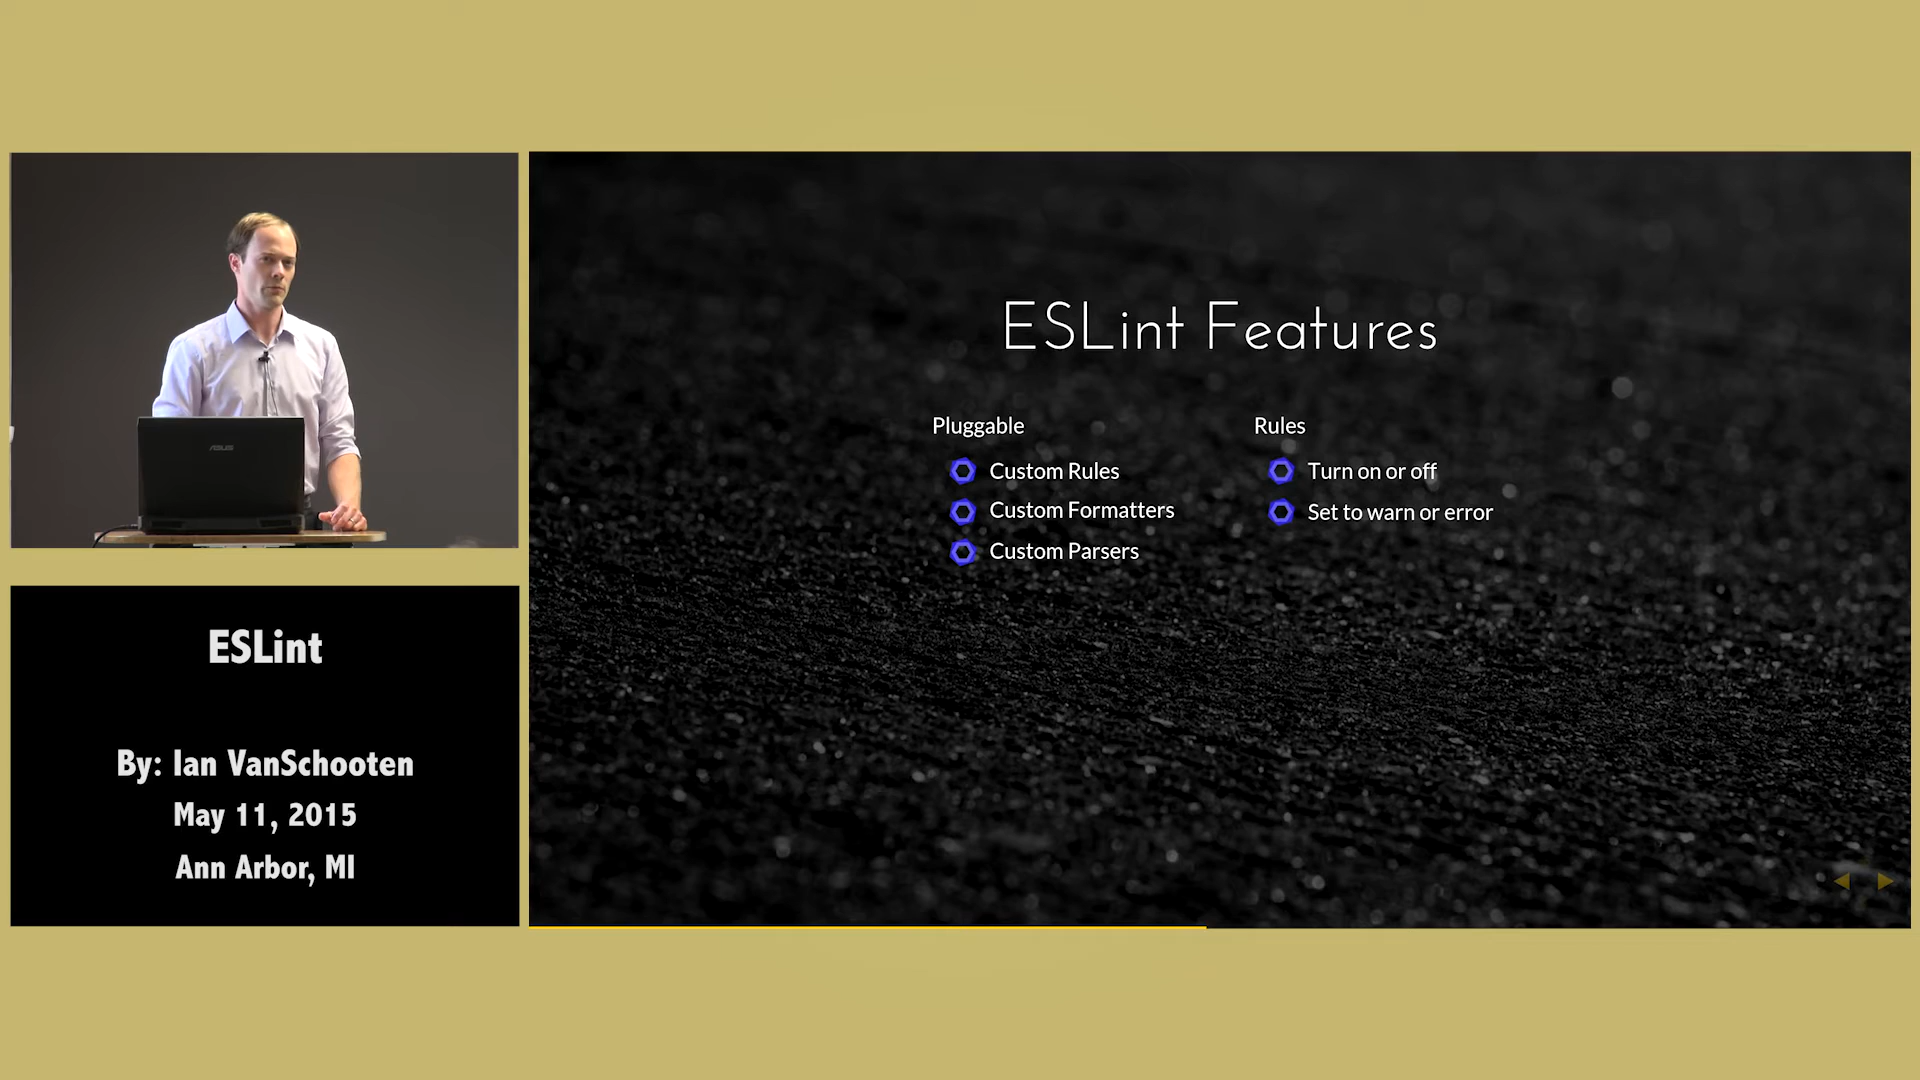 ASUS
ESLint
By: Ian VanSchooten
May 11, 2015
Ann Arbor, MI
ESLint Features
Pluggable
Custom Rules
Custom Formatters
Custom Parsers
Rules
Turn on or off
Set to warn or error